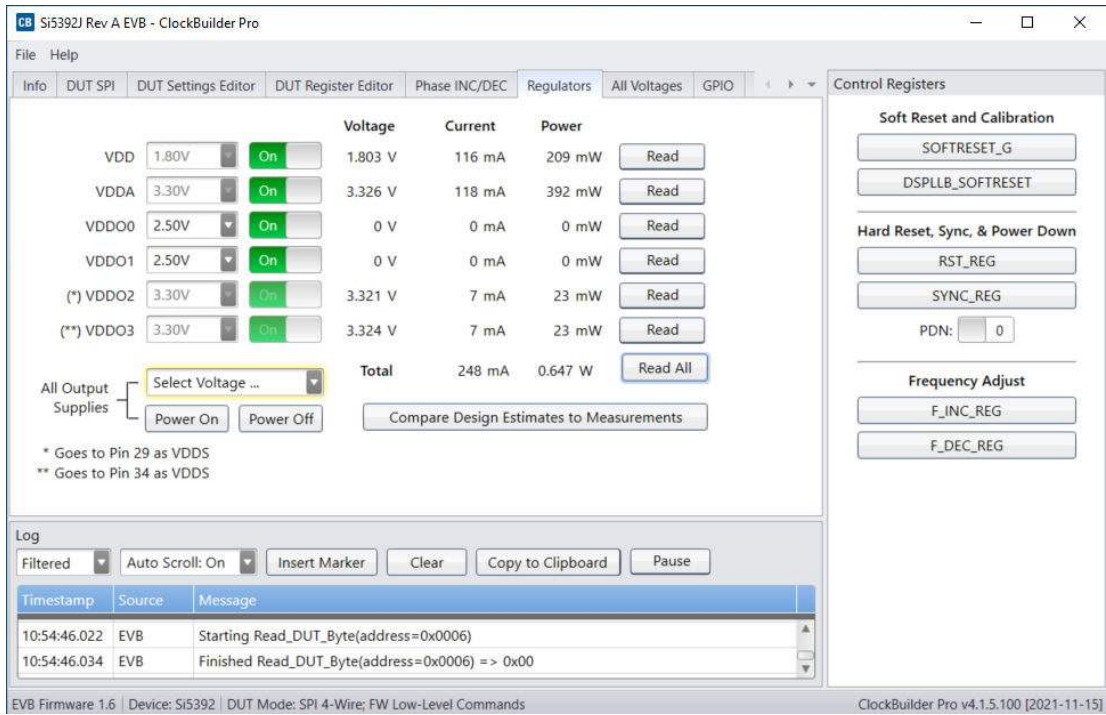 CB Si5392J Rev A EVB - ClockBuilder Pro
File Help
Info DUT SPI DUT Settings Editor DUT Register Editor Phase INC/DEC Regulators All Voltages GPIO
Voltage Current Power
VDD 1.80V On 1.803 V 116 mA 209 mW Read
VDDA 3.30V On 3.326 V 118 mA 392 mW Read
VDDO0 2.50V On 0 V 0 mA 0 mW Read
VDDO1 2.50V On 0 V 0 mA 0 mW Read
(*) VDDO2 3.30V On 3.321 V 7 mA 23 mW Read
(**) VDDO3 3.30V On 3.324 V 7 mA 23 mW Read
Total 248 mA 0.647 W Read All
All Output Supplies
Select Voltage ...
Power On Power Off
Compare Design Estimates to Measurements
* Goes to Pin 29 as VDDS
** Goes to Pin 34 as VDDS
Control Registers
Soft Reset and Calibration
SOFTRESET_G
DSPLLB_SOFTRESET
Hard Reset, Sync, & Power Down
RST_REG
SYNC_REG
PDN: 0
Frequency Adjust
F_INC_REG
F_DEC_REG
Log
Filtered Auto Scroll: On Insert Marker Clear Copy to Clipboard Pause
Timestamp Source Message
10:54:46.022 EVB Starting Read_DUT_Byte(address=0x0006)
10:54:46.034 EVB Finished Read_DUT_Byte(address=0x0006) => 0x00
EVB Firmware 1.6 Device: Si5392 DUT Mode: SPI 4-Wire; FW Low-Level Commands ClockBuilder Pro v4.1.5.100 [2021-11-15]